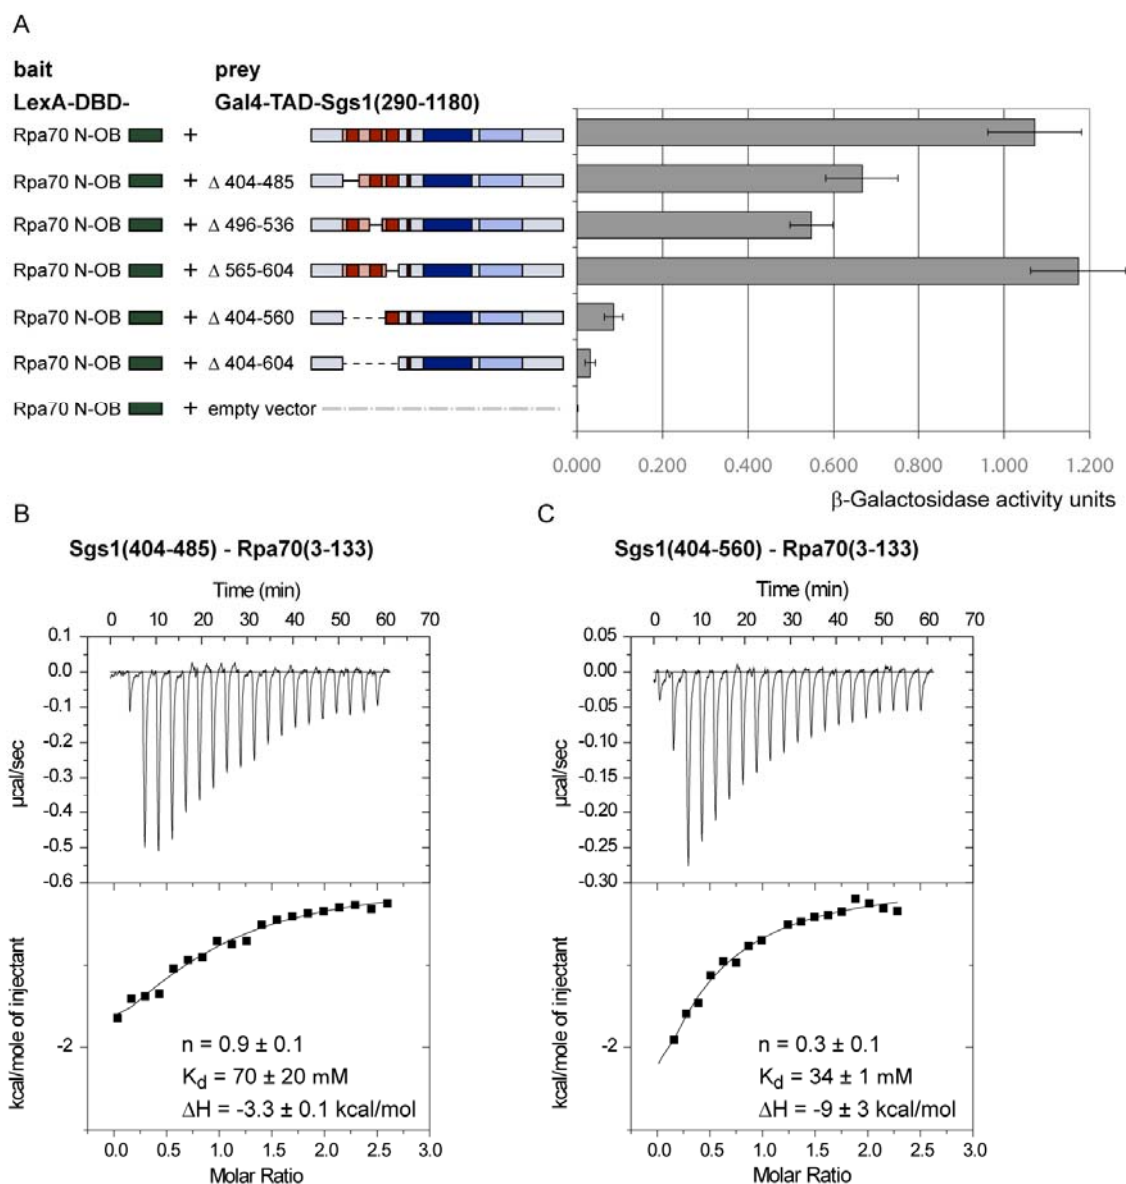 A
bait prey
LexA-DBD- Gal4-TAD-Sgs1(290-1180)
Rpa70 N-OB +
Rpa70 N-OB + Δ 404-485
Rpa70 N-OB + Δ 496-536
Rpa70 N-OB + Δ 565-604
Rpa70 N-OB + Δ 404-560
Rpa70 N-OB + Δ 404-604
Rpa70 N-OB + empty vector
0.000 0.200 0.400 0.600 0.800 1.000 1.200
β-Galactosidase activity units
B
Sgs1(404-485) - Rpa70(3-133)
Time (min)
0 10 20 30 40 50 60 70
0.1
0.0
-0.1
-0.2
-0.3
-0.4
-0.5
-0.6
µcal/sec
-2
kcal/mole of injectant
n = 0.9 ± 0.1
Kd = 70 ± 20 mM
ΔH = -3.3 ± 0.1 kcal/mol
0.0 0.5 1.0 1.5 2.0 2.5 3.0
Molar Ratio
C
Sgs1(404-560) - Rpa70(3-133)
Time (min)
0 10 20 30 40 50 60 70
0.05
0.00
-0.05
-0.10
-0.15
-0.20
-0.25
-0.30
µcal/sec
-2
kcal/mole of injectant
n = 0.3 ± 0.1
Kd = 34 ± 1 mM
ΔH = -9 ± 3 kcal/mol
0.0 0.5 1.0 1.5 2.0 2.5 3.0
Molar Ratio